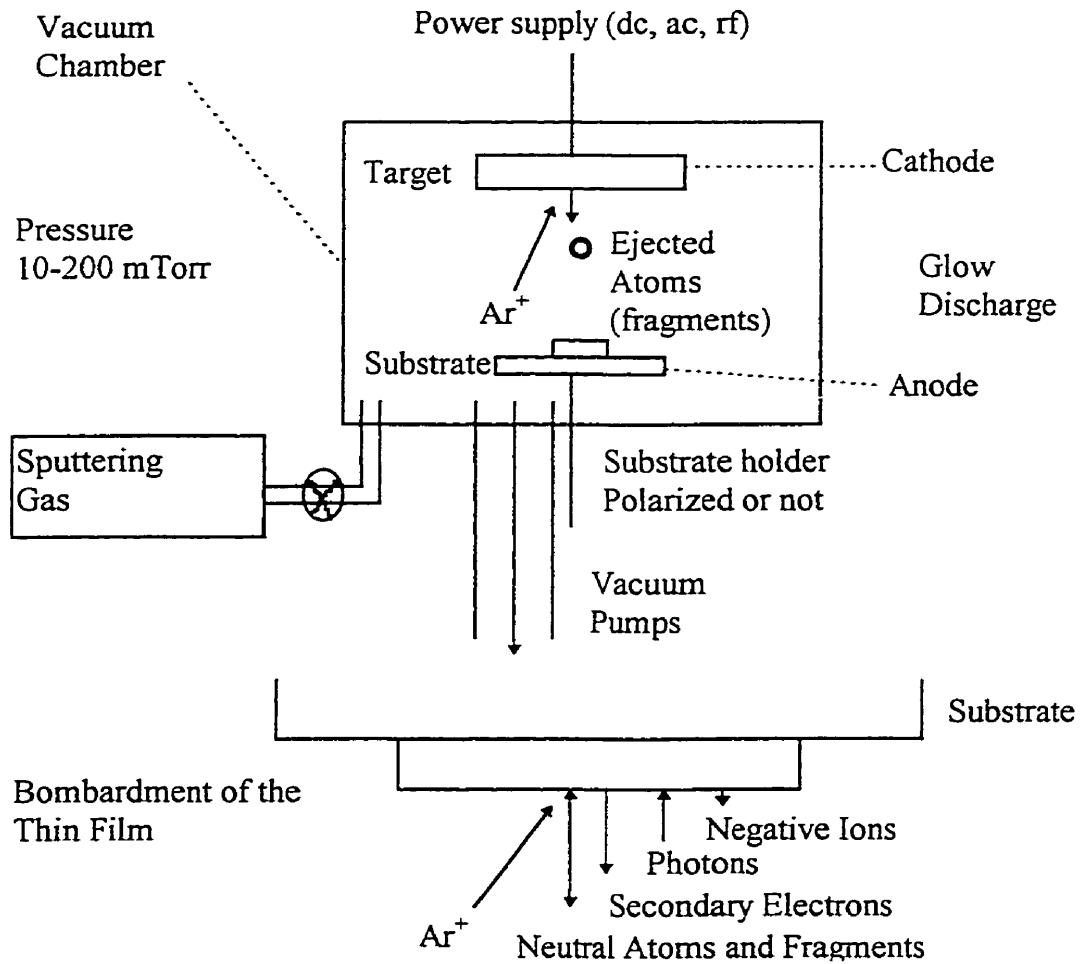 Vacuum
Chamber
Power supply (dc, ac, rf)
Target
Cathode
Pressure
10-200 mTorr
Ejected
Atoms
(fragments)
Glow
Discharge
Ar+
Substrate
Anode
Sputtering
Gas
Substrate holder
Polarized or not
Vacuum
Pumps
Substrate
Bombardment of the
Thin Film
Negative Ions
Photons
Secondary Electrons
Ar+
Neutral Atoms and Fragments